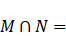 M ∩ N =